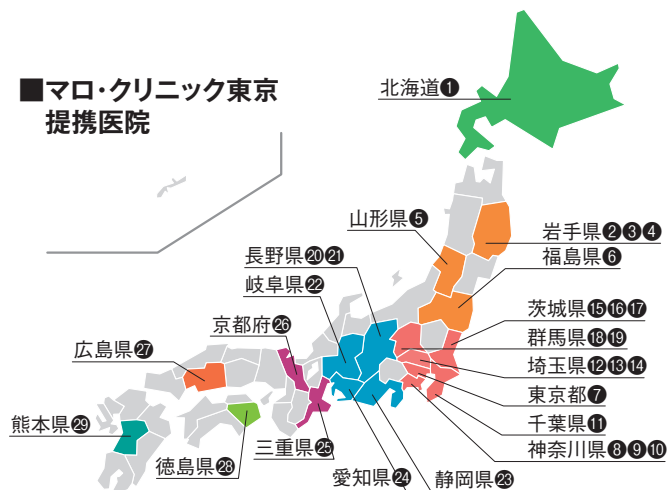 ■マロ・クリニック東京
提携医院
北海道❶
山形県❺
岩手県❷❸❹
福島県❻
長野県⓴㉑
岐阜県㉒
京都府㉖
広島県㉗
茨城県⓯⓰⓱
群馬県⓲⓳
埼玉県⓬⓭⓮
東京都❼
千葉県⓫
神奈川県❽❾❿
熊本県㉙
徳島県㉘
三重県㉕
愛知県㉔
静岡県㉓